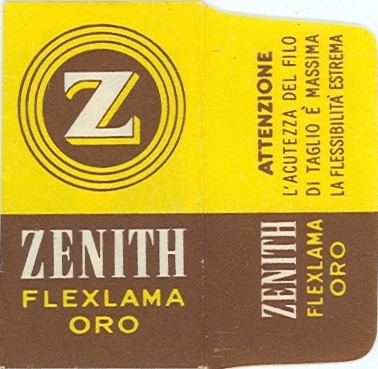 Z
ZENITH
FLEXLAMA
ORO
ATTENZIONE
L'ACUTEZZA DEL FILO
DI TAGLIO È MASSIMA
LA FLESSIBILITÀ ESTREMA
ZENITH
FLEXLAMA
ORO